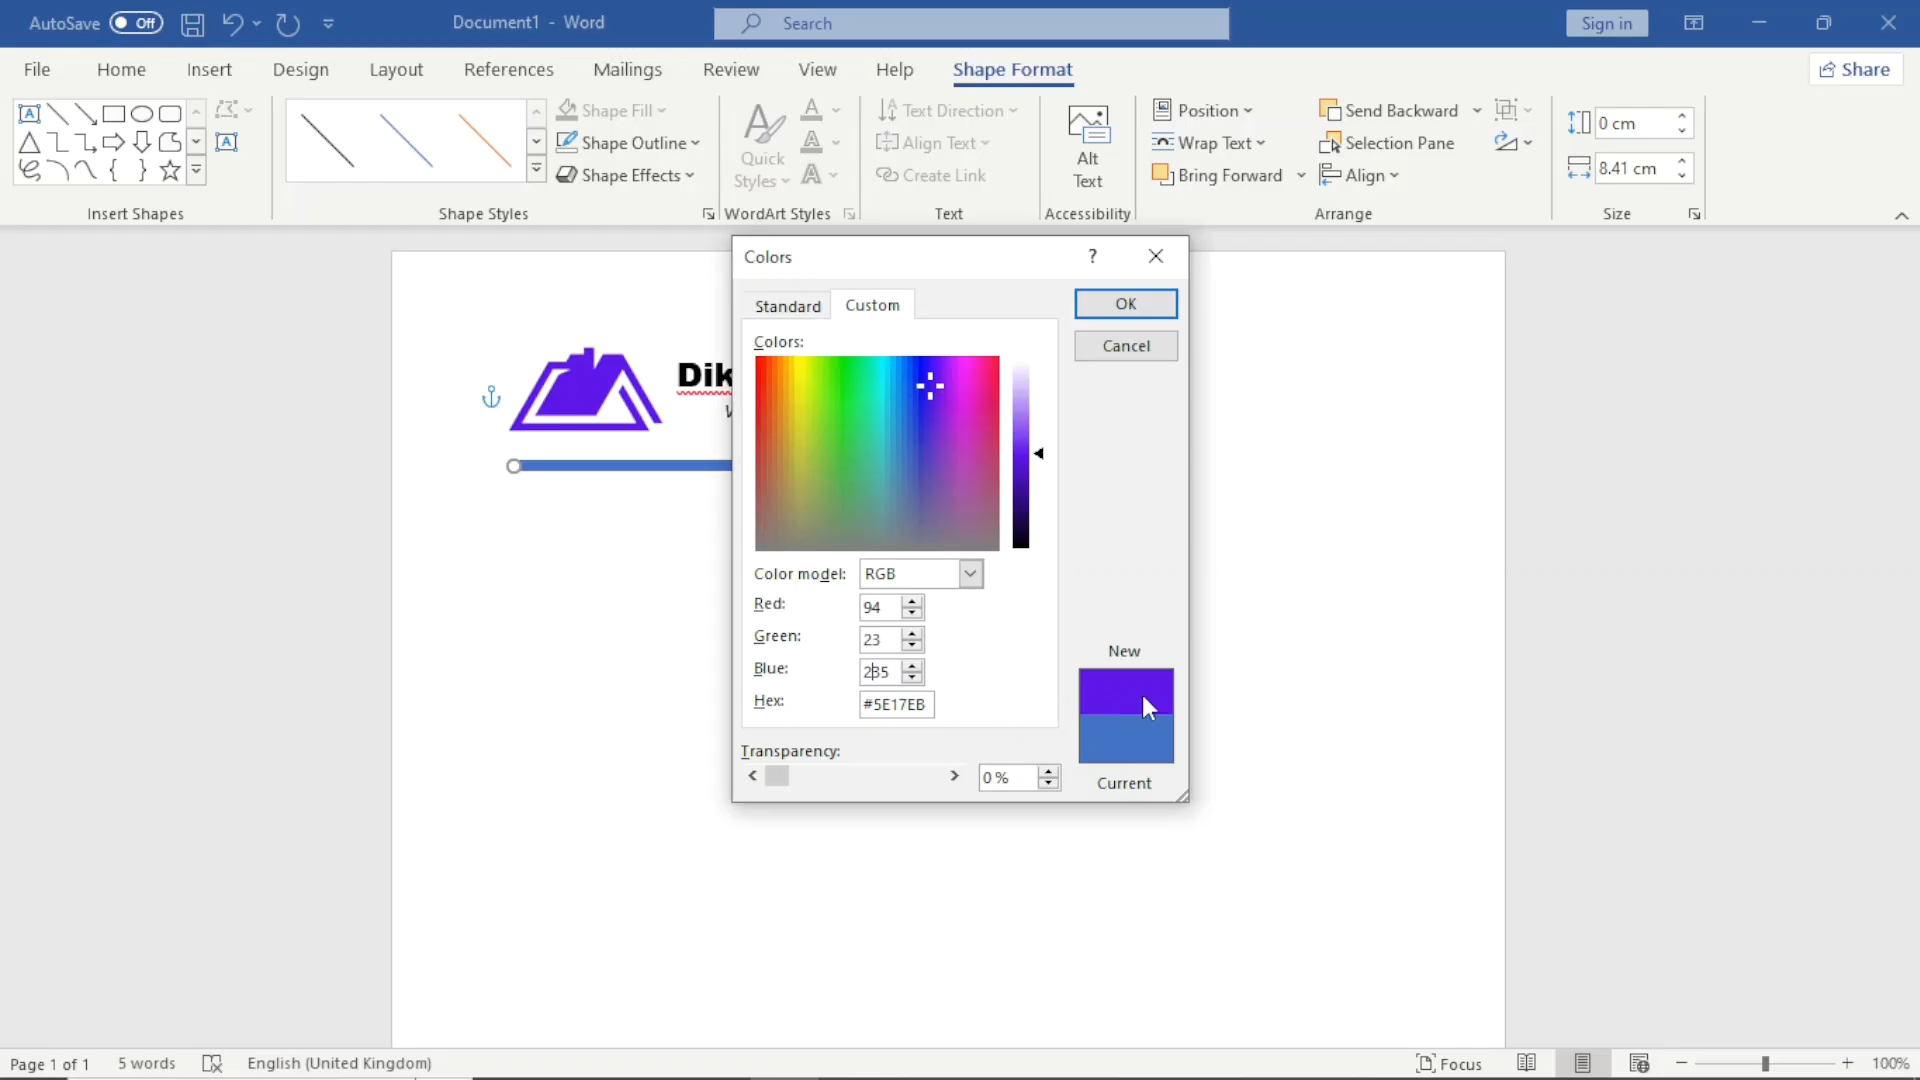 AutoSave Off Document1 - Word Search Sign in
File Home Insert Design Layout References Mailings Review View Help Shape Format Share
Shape Fill
Shape Outline
Shape Effects
Quick
Styles
Text Direction
Align Text
Create Link
Alt
Text
Position
Wrap Text
Bring Forward
Send Backward
Selection Pane
Align
0 cm
8.41 cm
Insert Shapes Shape Styles WordArt Styles Text Accessibility Arrange Size
Colors ?
Standard Custom
OK
Cancel
Colors:
Dik
Color model: RGB
Red: 94
Green: 23
Blue: 235
Hex: #5E17EB
New
Transparency:
0 %
Current
Page 1 of 1 5 words English (United Kingdom) Focus 100%